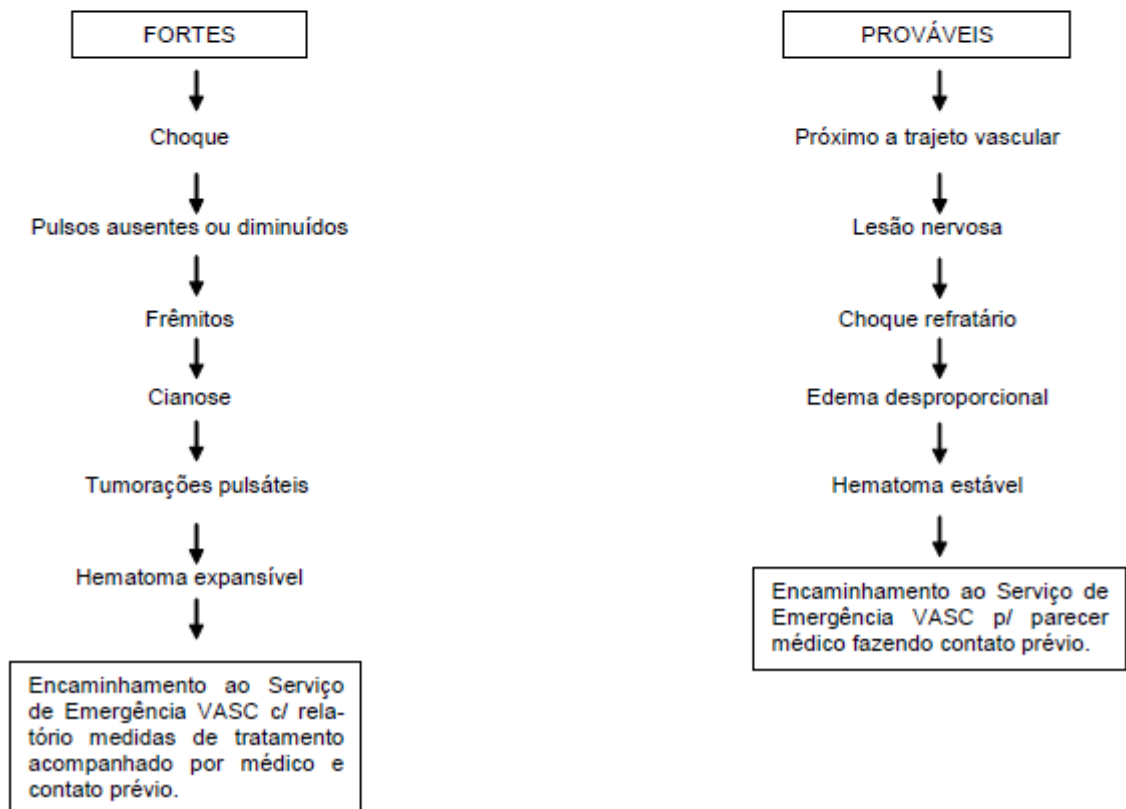 FORTES
Choque
Pulsos ausentes ou diminuídos
Frêmitos
Cianose
Tumorações pulsáteis
Hematoma expansível
Encaminhamento ao Serviço
de Emergência VASC c/ rela-
tório medidas de tratamento
acompanhado por médico e
contato prévio.
PROVÁVEIS
Próximo a trajeto vascular
Lesão nervosa
Choque refratário
Edema desproporcional
Hematoma estável
Encaminhamento ao Serviço de
Emergência VASC p/ parecer
médico fazendo contato prévio.